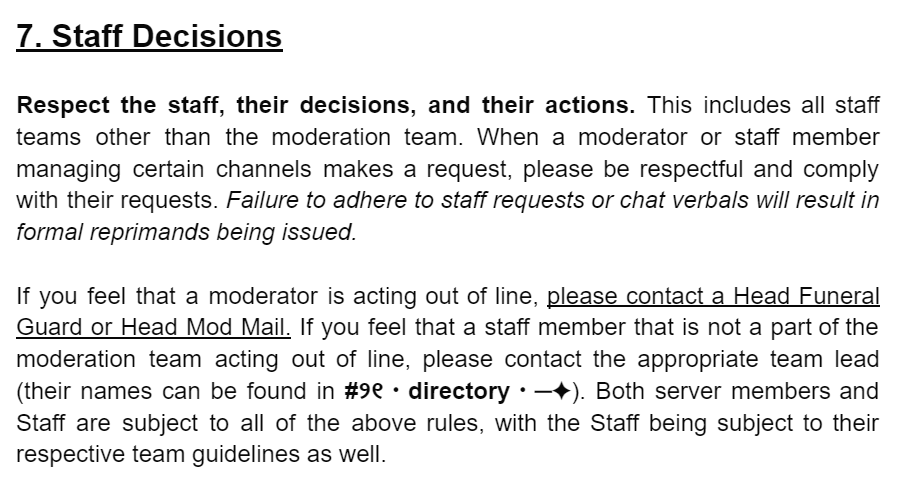 7. Staff Decisions
Respect the staff, their decisions, and their actions. This includes all staff
teams other than the moderation team. When a moderator or staff member
managing certain channels makes a request, please be respectful and comply
with their requests. Failure to adhere to staff requests or chat verbals will result in
formal reprimands being issued.
If you feel that a moderator is acting out of line, please contact a Head Funeral
Guard or Head Mod Mail. If you feel that a staff member that is not a part of the
moderation team acting out of line, please contact the appropriate team lead
(their names can be found in #୨୧・directory・—✦). Both server members and
Staff are subject to all of the above rules, with the Staff being subject to their
respective team guidelines as well.